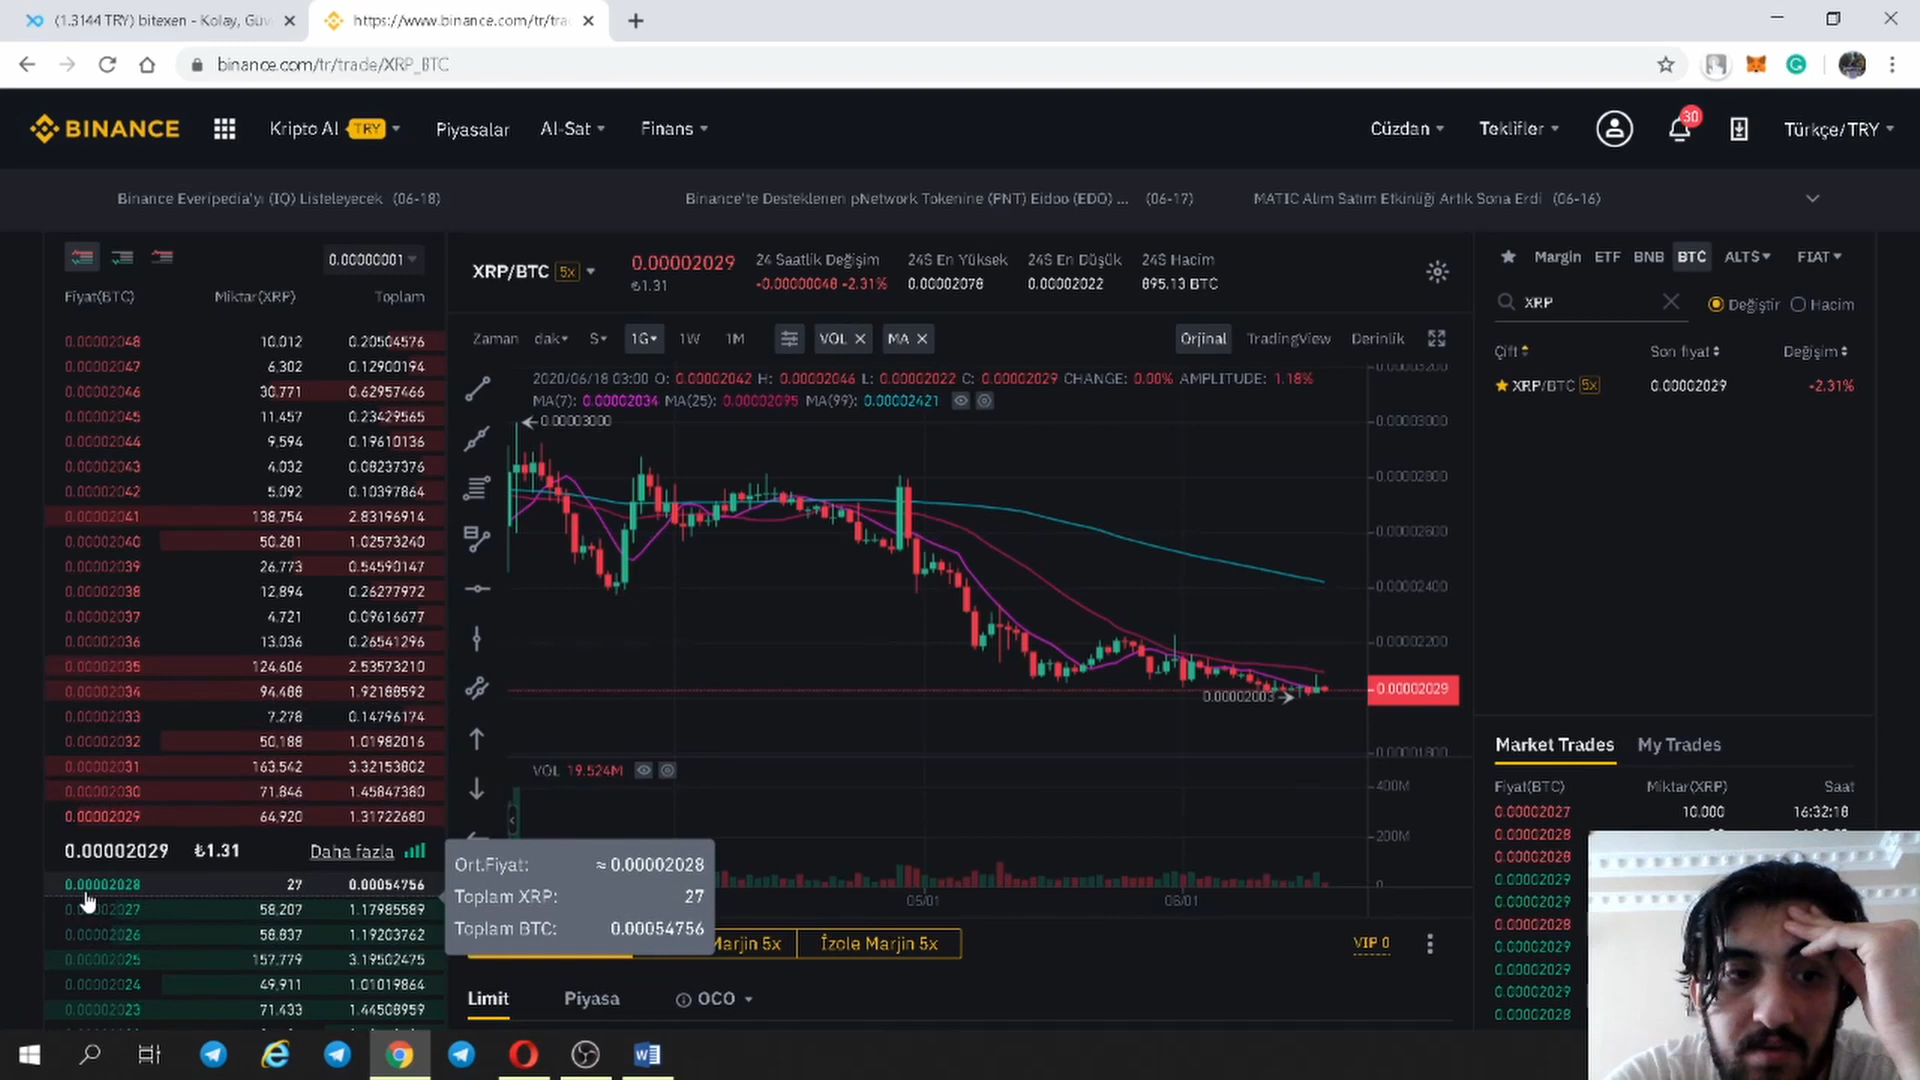 (1.3144 TRY) bitexen - Kolay, Güv
https://www.binance.com/tr/tra
binance.com/tr/trade/XRP_BTC
BINANCE
Kripto Al TRY
Piyasalar
Al-Sat
Finans
Cüzdan
Teklifler
30
Türkçe/TRY
Binance Everipedia'yı (IQ) Listeleyecek (06-18)
Binance'te Desteklenen pNetwork Tokenine (PNT) Eidoo (EDO) ... (06-17)
MATIC Alım Satım Etkinliği Artık Sona Erdi (06-16)
0.00000001
Fiyat(BTC) Miktar(XRP) Toplam
0.00002048 10,012 0.20504576
0.00002047 6,302 0.12900194
0.00002046 30,771 0.62957466
0.00002045 11,457 0.23429565
0.00002044 9,594 0.19610136
0.00002043 4,032 0.08237376
0.00002042 5,092 0.10397864
0.00002041 138,754 2.83196914
0.00002040 50,281 1.02573240
0.00002039 26,773 0.54590147
0.00002038 12,894 0.26277972
0.00002037 4,721 0.09616677
0.00002036 13,036 0.26541296
0.00002035 124,606 2.53573210
0.00002034 94,488 1.92188592
0.00002033 7,278 0.14796174
0.00002032 50,188 1.01982016
0.00002031 163,542 3.32153802
0.00002030 71,846 1.45847380
0.00002029 64,920 1.31722680
0.00002029 ₺1.31 Daha fazla
0.00002028 27 0.00054756
0.00002027 58,207 1.17985589
0.00002026 58,837 1.19203762
0.00002025 157,779 3.19502475
0.00002024 49,911 1.01019864
0.00002023 71,433 1.44508959
XRP/BTC 5x
0.00002029
₺1.31
24 Saatlik Değişim
-0.00000048 -2.31%
24S En Yüksek
0.00002078
24S En Düşük
0.00002022
24S Hacim
895.13 BTC
Zaman dak S 1G 1W 1M VOL MA
Orjinal TradingView Derinlik
2020/06/18 03:00 O: 0.00002042 H: 0.00002046 L: 0.00002022 C: 0.00002029 CHANGE: 0.00% AMPLITUDE: 1.18%
MA(7): 0.00002034 MA(25): 0.00002095 MA(99): 0.00002421
0.00003000
0.00002003
0.00003200
0.00003000
0.00002800
0.00002600
0.00002400
0.00002200
0.00002029
0.00001800
VOL 19.524M
400M
200M
0
05/01
06/01
Ort.Fiyat: ≈ 0.00002028
Toplam XRP: 27
Toplam BTC: 0.00054756
Marjin 5x
İzole Marjin 5x
VIP 0
Limit
Piyasa
OCO
Margin ETF BNB BTC ALTS FIAT
XRP
Değiştir Hacim
Çift Son fiyat Değişim
XRP/BTC 5x 0.00002029 -2.31%
Market Trades My Trades
Fiyat(BTC) Miktar(XRP) Saat
0.00002027 10.000 16:32:18
0.00002028
0.00002028
0.00002029
0.00002029
0.00002028
0.00002029
0.00002029
0.00002029
0.00002028